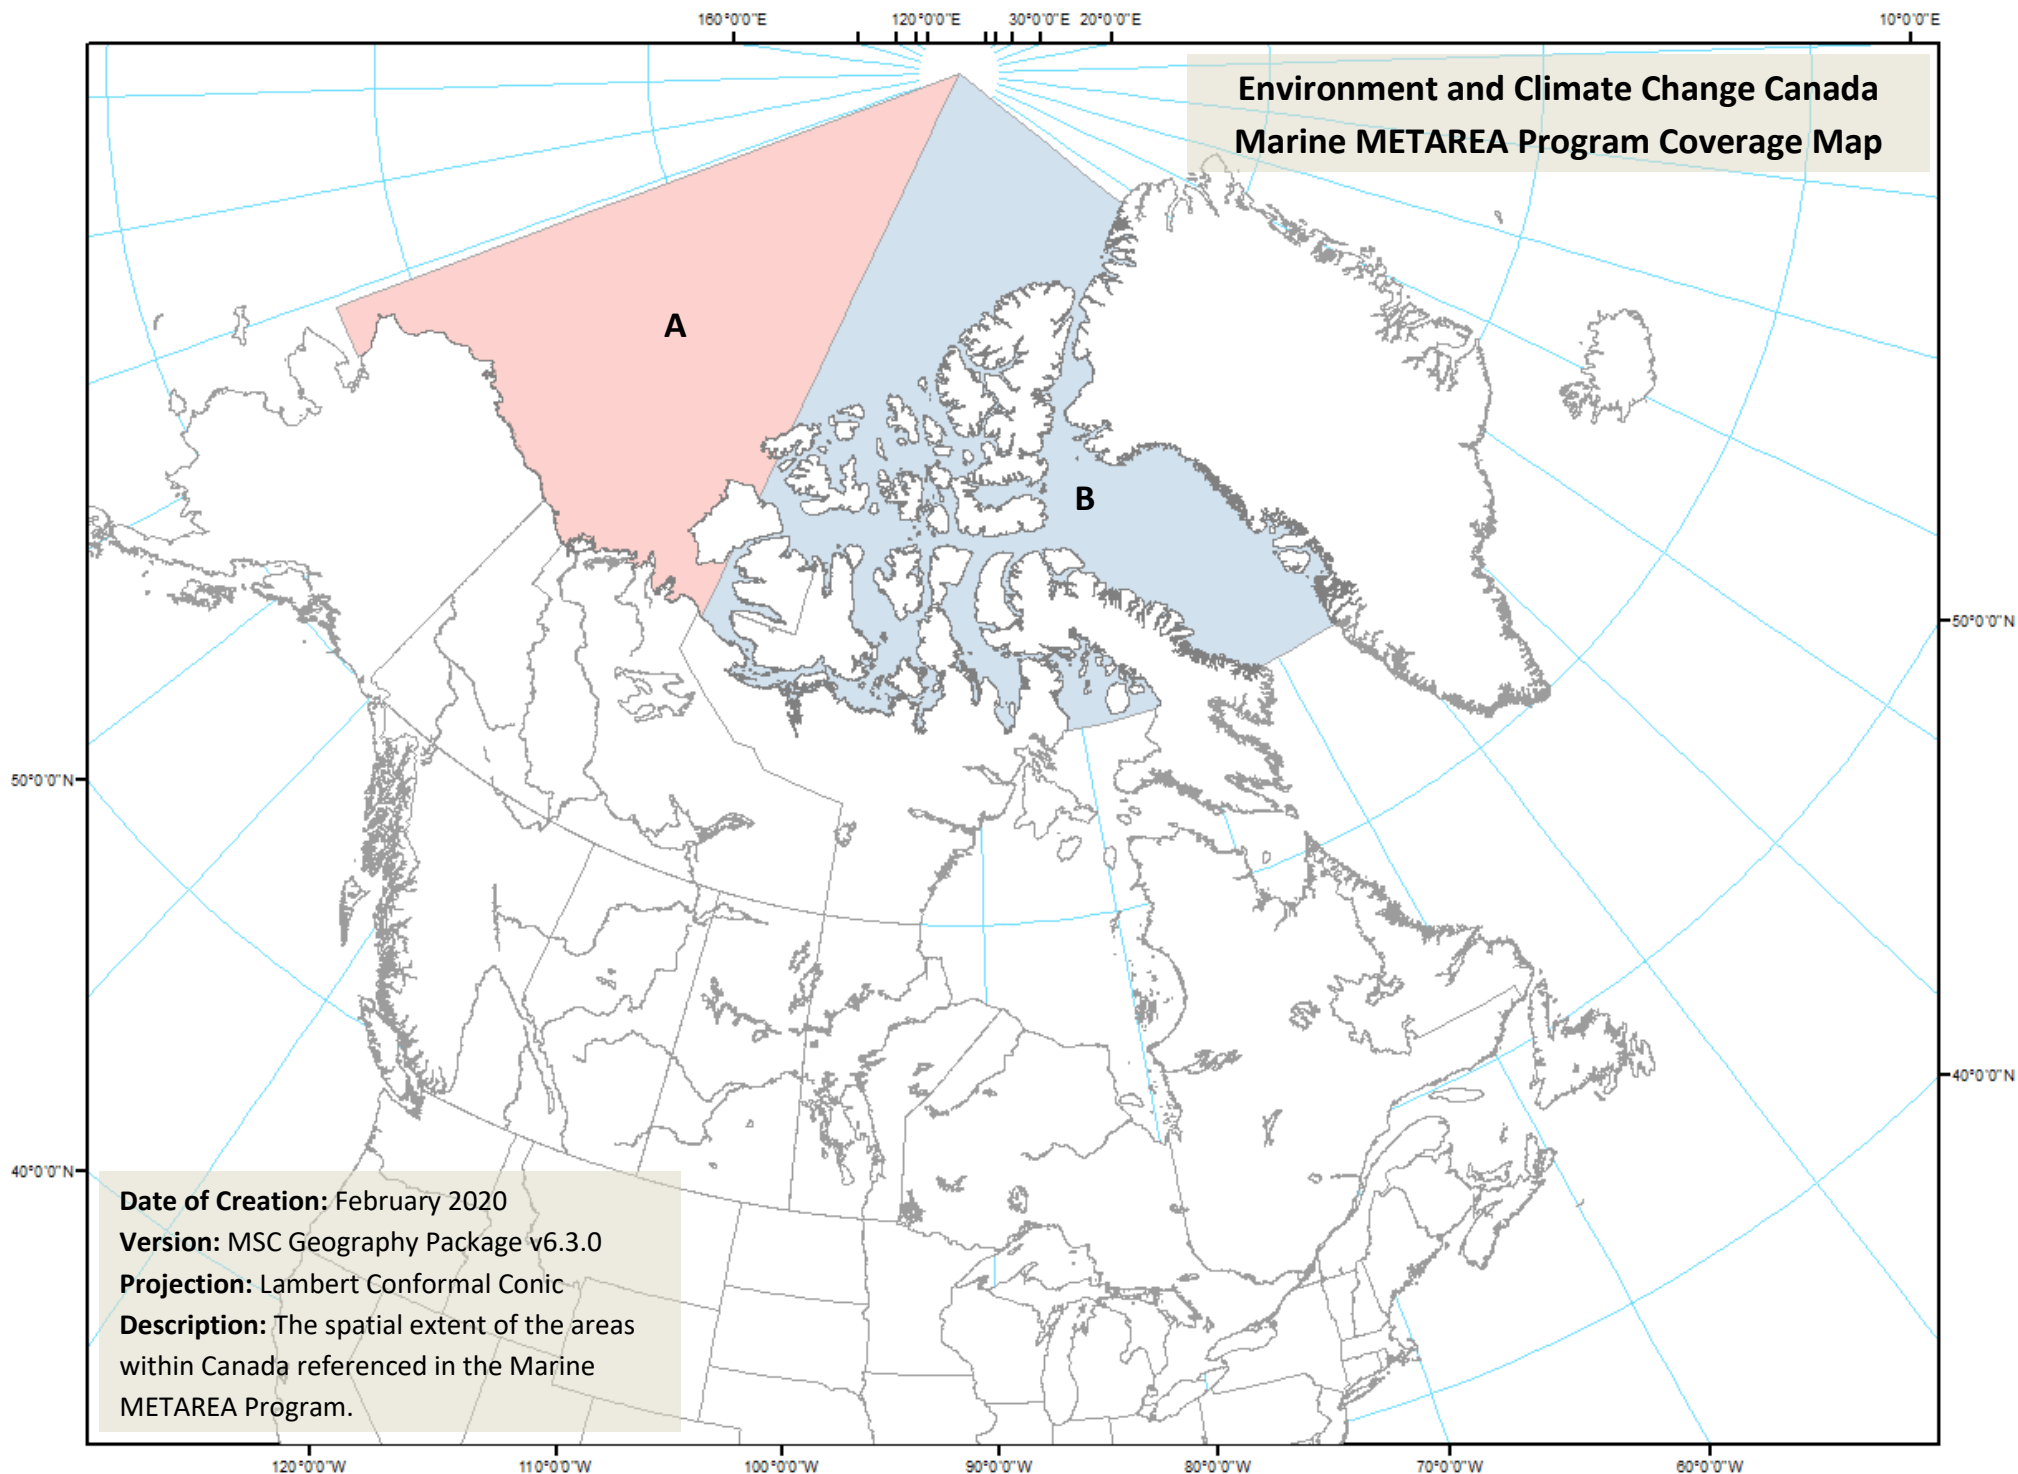 160°0'0"E 120°0'0"E 30°0'0"E 20°0'0"E 10°0'0"E
Environment and Climate Change Canada
Marine METAREA Program Coverage Map
A
B
50°0'0"N
50°0'0"N
40°0'0"N
40°0'0"N
Date of Creation: February 2020
Version: MSC Geography Package v6.3.0
Projection: Lambert Conformal Conic
Description: The spatial extent of the areas
within Canada referenced in the Marine
METAREA Program.
120°0'0"W 110°0'0"W 100°0'0"W 90°0'0"W 80°0'0"W 70°0'0"W 60°0'0"W